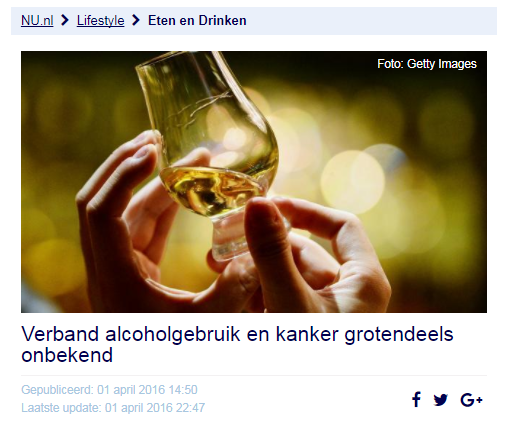 NU.nl > Lifestyle > Eten en Drinken
Foto: Getty Images
Verband alcoholgebruik en kanker grotendeels
onbekend
Gepubliceerd: 01 april 2016 14:50
Laatste update: 01 april 2016 22:47
G+